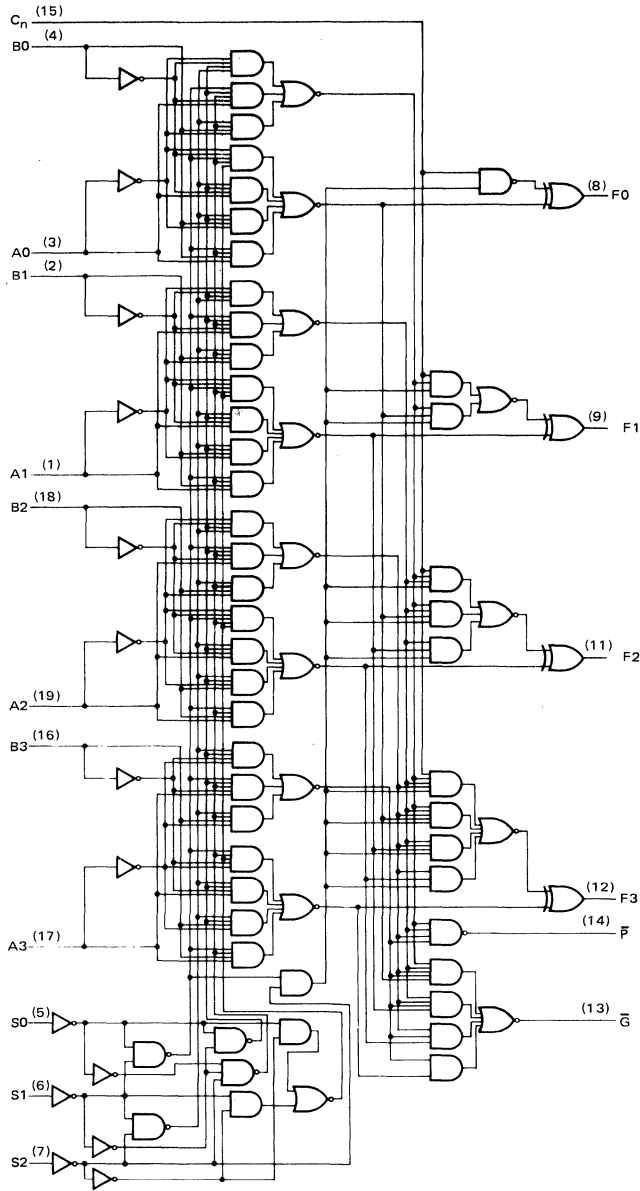 Cn (15)
B0 (4)
(8) F0
A0 (3)
B1 (2)
(9) F1
A1 (1)
B2 (18)
(11) F2
A2 (19)
B3 (16)
(12) F3
(14) P̅
A3 (17)
(13) G̅
S0 (5)
S1 (6)
S2 (7)